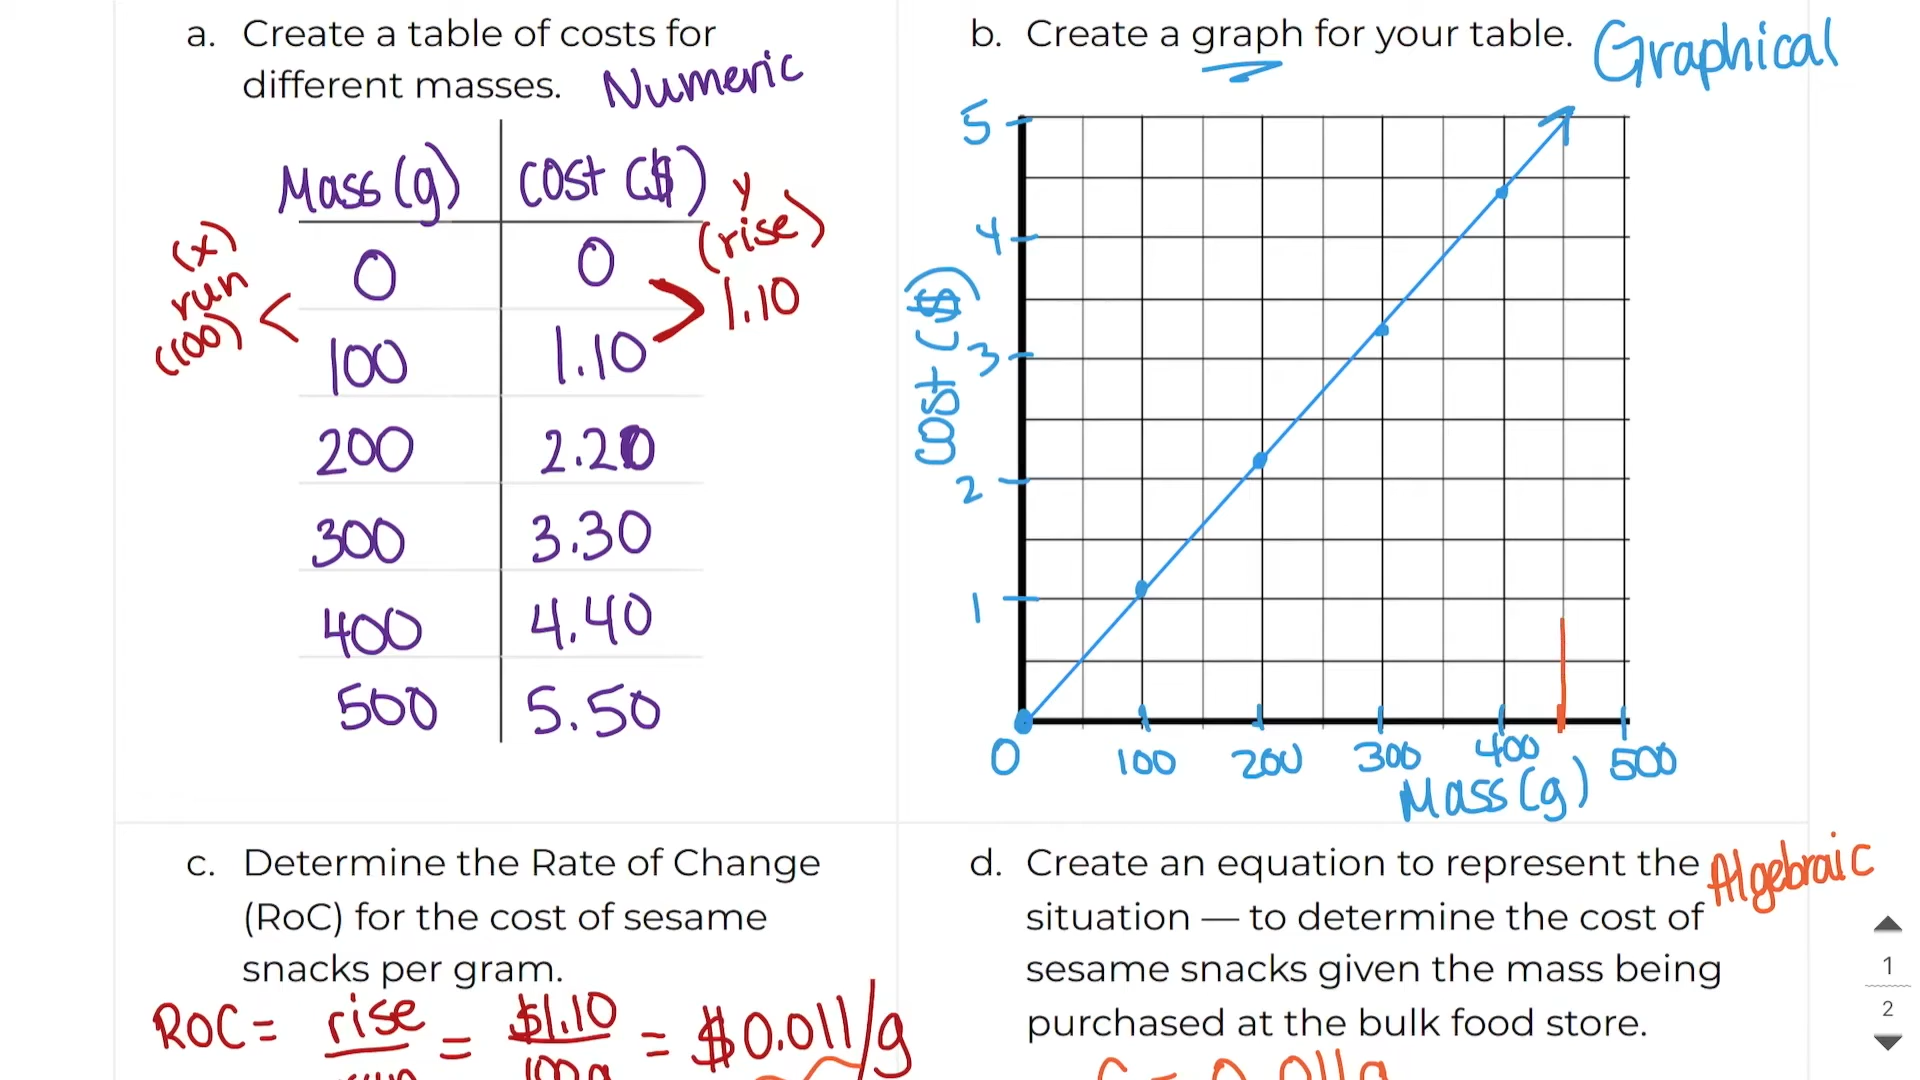 a. Create a table of costs for
different masses. Numeric
Mass (g) Cost ($)
(x)
run
(100)
y
(rise)
1.10
0 0
100 1.10
200 2.20
300 3.30
400 4.40
500 5.50
b. Create a graph for your table. Graphical
5
4
3
2
1
Cost ($)
0 100 200 300 400 500
Mass (g)
c. Determine the Rate of Change
(RoC) for the cost of sesame
snacks per gram.
ROC = rise = $1.10 = $0.011/g
run 100g
d. Create an equation to represent the Algebraic
situation — to determine the cost of
sesame snacks given the mass being
purchased at the bulk food store.
C = 0.011g
1
2